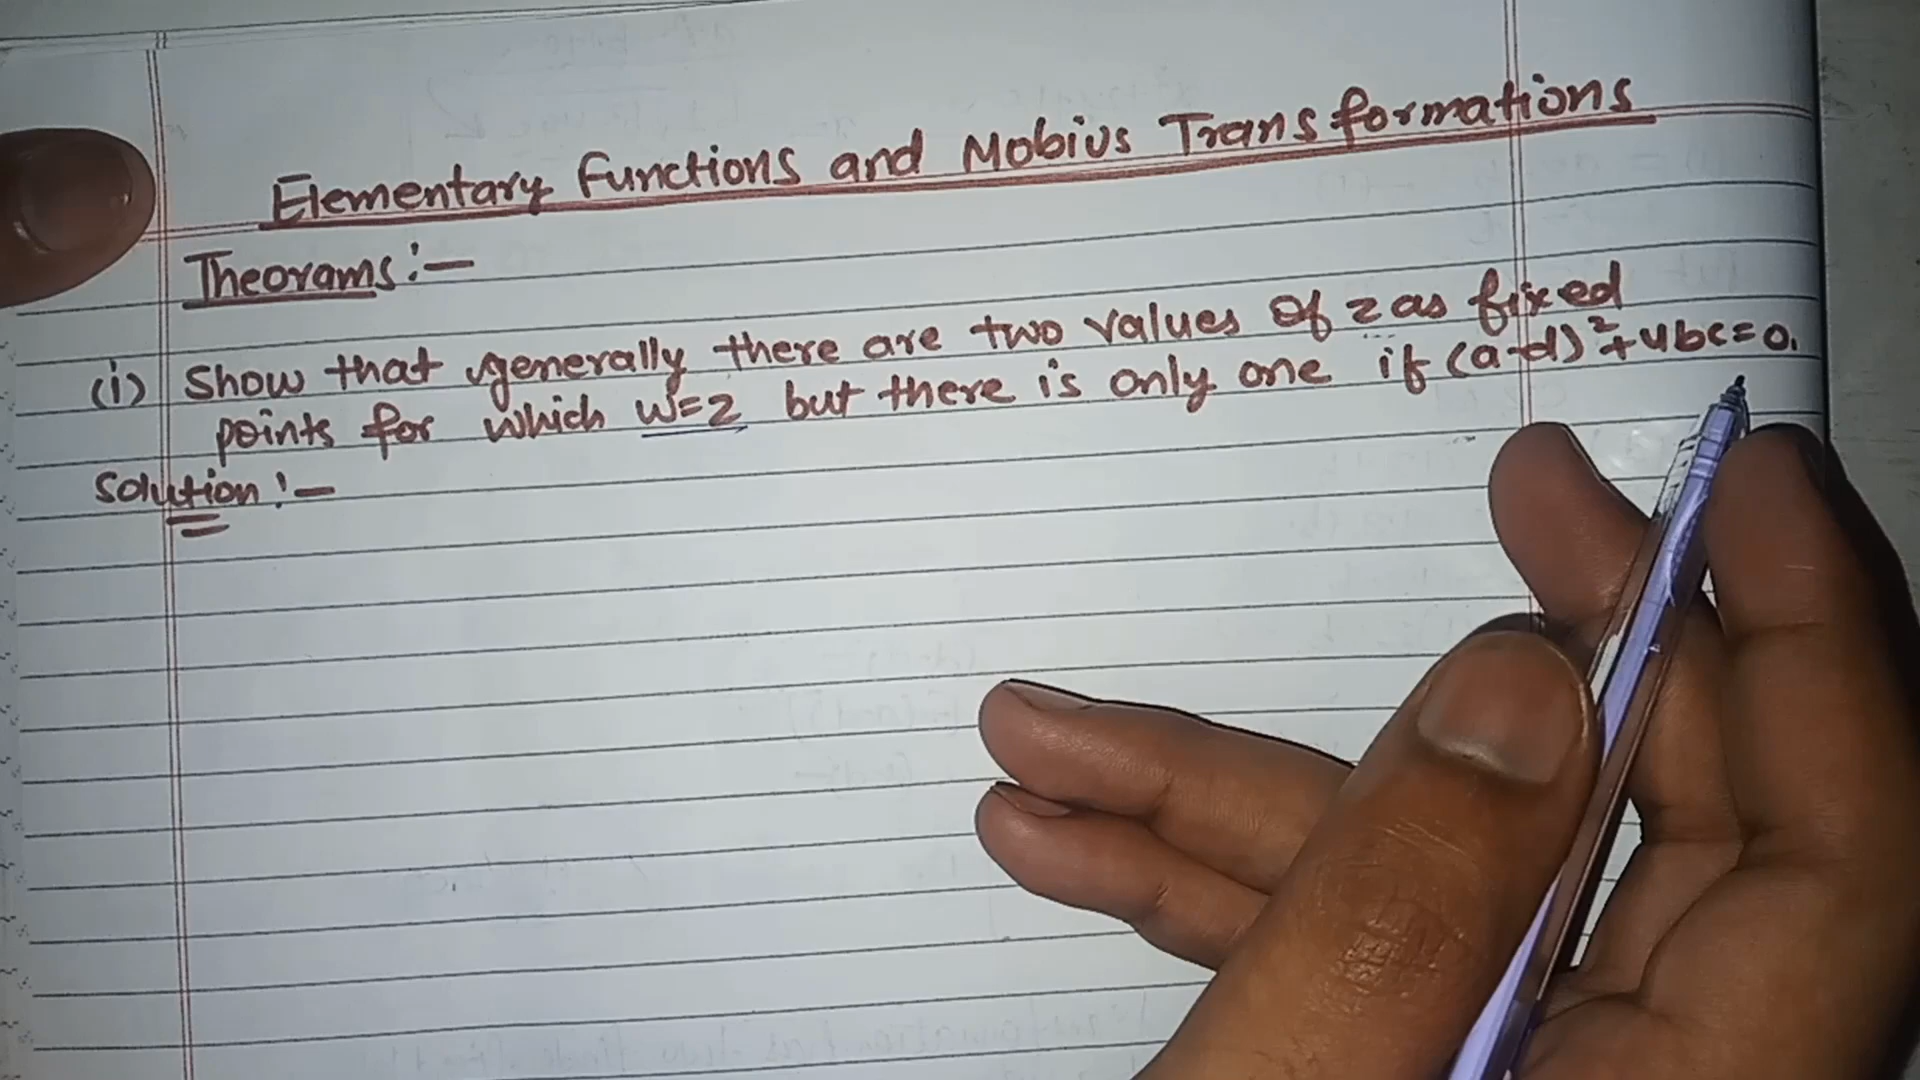 Elementary Functions and Mobius Transformations
Theorams:-
(i) Show that generally there are two values of z as fixed
points for which w=z but there is only one if (a-d)²+4bc=0.
Solution:-